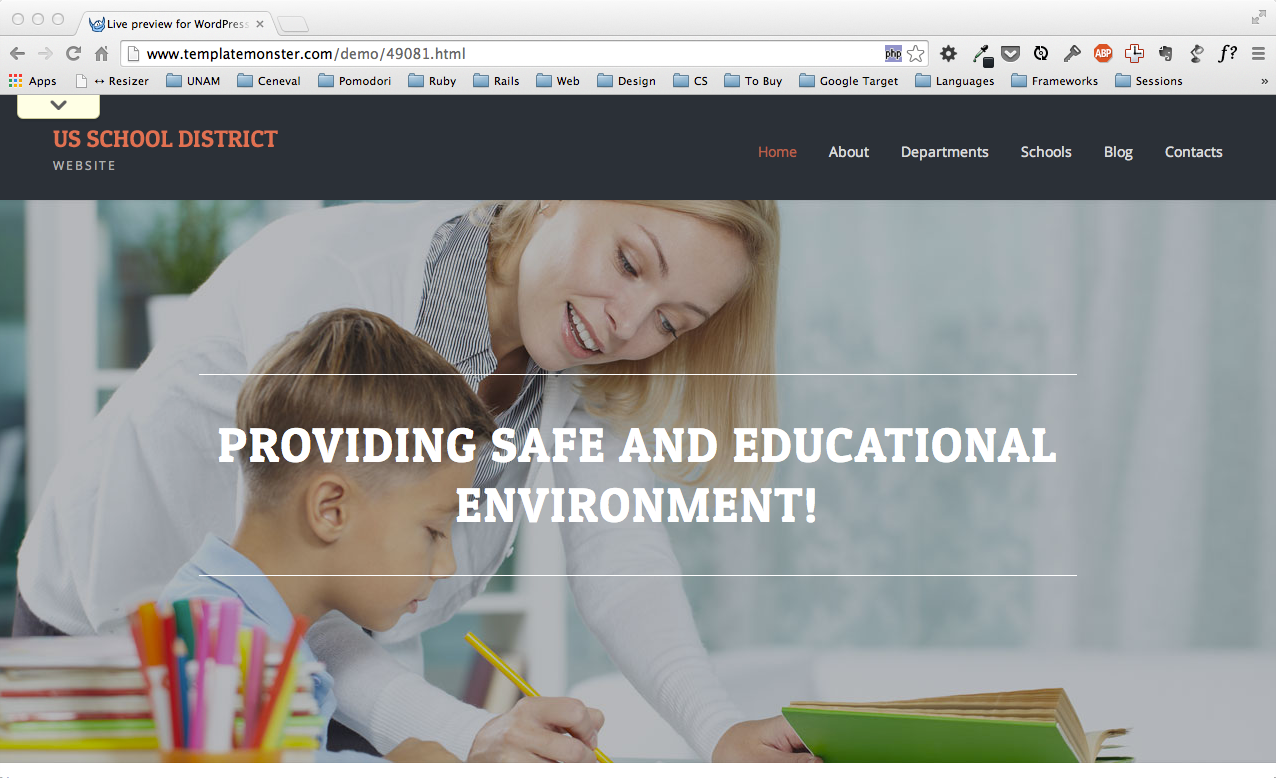 Live preview for WordPress
www.templatemonster.com/demo/49081.html
php
ABP
f?
Apps
↔ Resizer
UNAM
Ceneval
Pomodori
Ruby
Rails
Web
Design
CS
To Buy
Google Target
Languages
Frameworks
Sessions
»
US SCHOOL DISTRICT
WEBSITE
Home
About
Departments
Schools
Blog
Contacts
PROVIDING SAFE AND EDUCATIONAL
ENVIRONMENT!